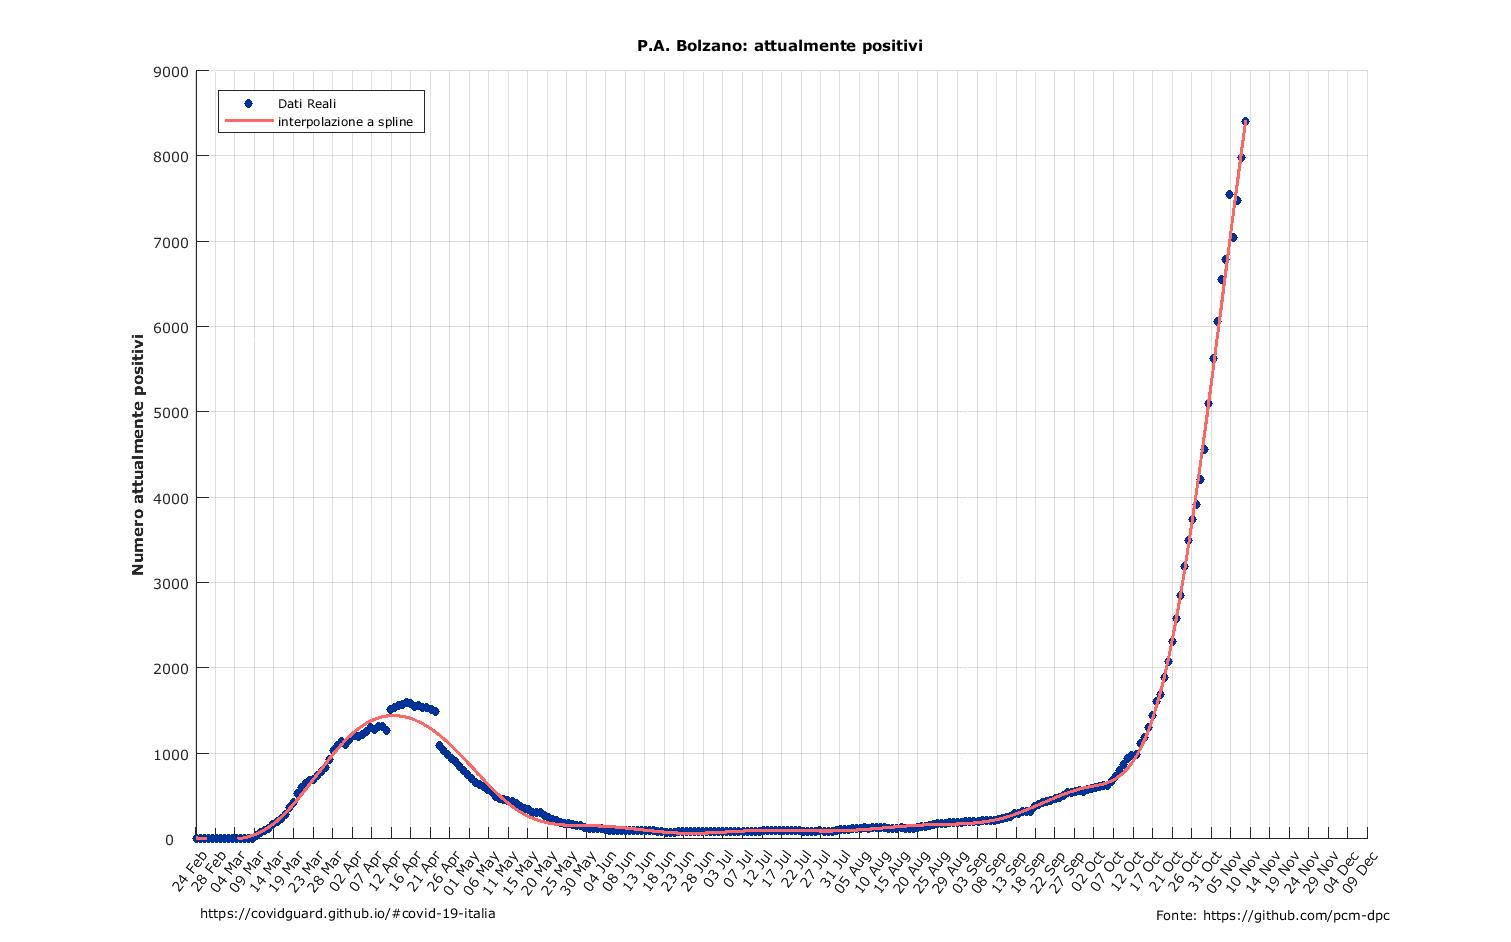 P.A. Bolzano: attualmente positivi
9000
8000
7000
6000
5000
4000
3000
2000
1000
0
Numero attualmente positivi
Dati Reali
interpolazione a spline
24 Feb
28 Feb
04 Mar
09 Mar
14 Mar
19 Mar
23 Mar
28 Mar
02 Apr
07 Apr
12 Apr
16 Apr
21 Apr
26 Apr
01 May
06 May
11 May
15 May
20 May
25 May
30 May
04 Jun
08 Jun
13 Jun
18 Jun
23 Jun
28 Jun
03 Jul
07 Jul
12 Jul
17 Jul
22 Jul
27 Jul
31 Jul
05 Aug
10 Aug
15 Aug
20 Aug
25 Aug
29 Aug
03 Sep
08 Sep
13 Sep
18 Sep
22 Sep
27 Sep
02 Oct
07 Oct
12 Oct
17 Oct
21 Oct
26 Oct
31 Oct
05 Nov
10 Nov
14 Nov
19 Nov
24 Nov
29 Nov
04 Dec
09 Dec
https://covidguard.github.io/#covid-19-italia
Fonte: https://github.com/pcm-dpc